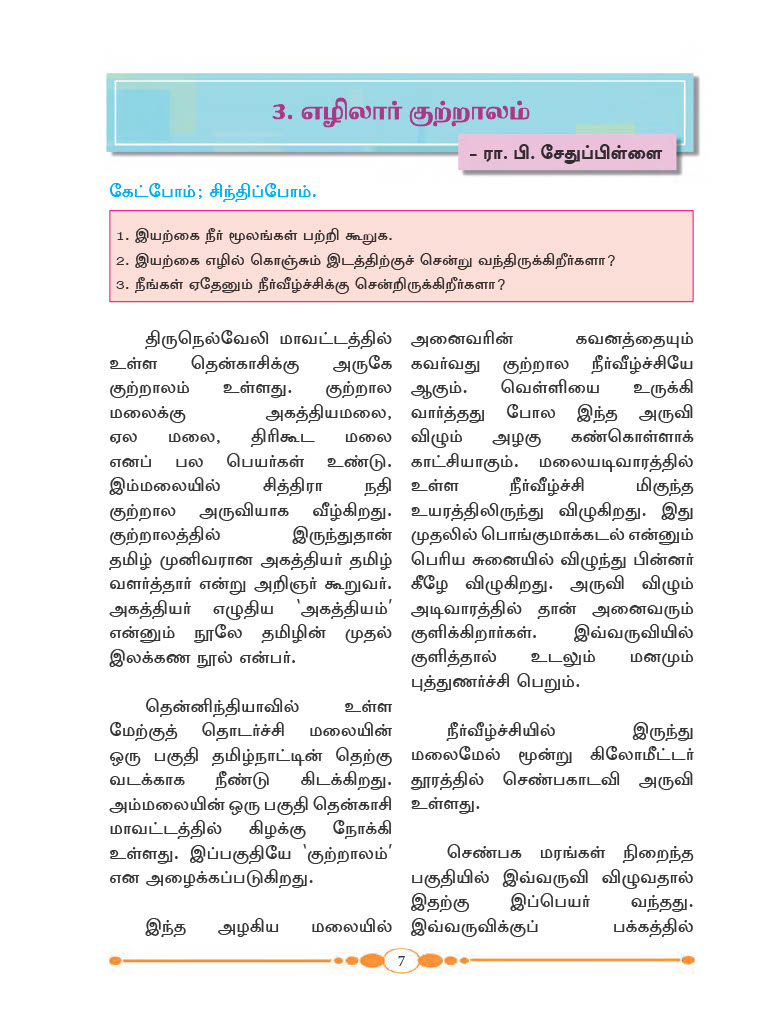 3. எழிலார் குற்றாலம்
- ரா. பி. சேதுப்பிள்ளை
கேட்போம்; சிந்திப்போம்.
1. இயற்கை நீர் மூலங்கள் பற்றி கூறுக.
2. இயற்கை எழில் கொஞ்சும் இடத்திற்குச் சென்று வந்திருக்கிறீர்களா?
3. நீங்கள் ஏதேனும் நீர்வீழ்ச்சிக்கு சென்றிருக்கிறீர்களா?
திருநெல்வேலி மாவட்டத்தில்
உள்ள தென்காசிக்கு அருகே
குற்றாலம் உள்ளது. குற்றால
மலைக்கு அகத்தியமலை,
ஏல மலை, திரிகூட மலை
எனப் பல பெயர்கள் உண்டு.
இம்மலையில் சித்திரா நதி
குற்றால அருவியாக வீழ்கிறது.
குற்றாலத்தில் இருந்துதான்
தமிழ் முனிவரான அகத்தியர் தமிழ்
வளர்த்தார் என்று அறிஞர் கூறுவர்.
அகத்தியர் எழுதிய ‘அகத்தியம்’
என்னும் நூலே தமிழின் முதல்
இலக்கண நூல் என்பர்.
தென்னிந்தியாவில் உள்ள
மேற்குத் தொடர்ச்சி மலையின்
ஒரு பகுதி தமிழ்நாட்டின் தெற்கு
வடக்காக நீண்டு கிடக்கிறது.
அம்மலையின் ஒரு பகுதி தென்காசி
மாவட்டத்தில் கிழக்கு நோக்கி
உள்ளது. இப்பகுதியே ‘குற்றாலம்’
என அழைக்கப்படுகிறது.
இந்த அழகிய மலையில்
அனைவரின் கவனத்தையும்
கவர்வது குற்றால நீர்வீழ்ச்சியே
ஆகும். வெள்ளியை உருக்கி
வார்த்தது போல இந்த அருவி
விழும் அழகு கண்கொள்ளாக்
காட்சியாகும். மலையடிவாரத்தில்
உள்ள நீர்வீழ்ச்சி மிகுந்த
உயரத்திலிருந்து விழுகிறது. இது
முதலில் பொங்குமாக்கடல் என்னும்
பெரிய சுனையில் விழுந்து பின்னர்
கீழே விழுகிறது. அருவி விழும்
அடிவாரத்தில் தான் அனைவரும்
குளிக்கிறார்கள். இவ்வருவியில்
குளித்தால் உடலும் மனமும்
புத்துணர்ச்சி பெறும்.
நீர்வீழ்ச்சியில் இருந்து
மலைமேல் மூன்று கிலோமீட்டர்
தூரத்தில் செண்பகாடவி அருவி
உள்ளது.
செண்பக மரங்கள் நிறைந்த
பகுதியில் இவ்வருவி விழுவதால்
இதற்கு இப்பெயர் வந்தது.
இவ்வருவிக்குப் பக்கத்தில்
7